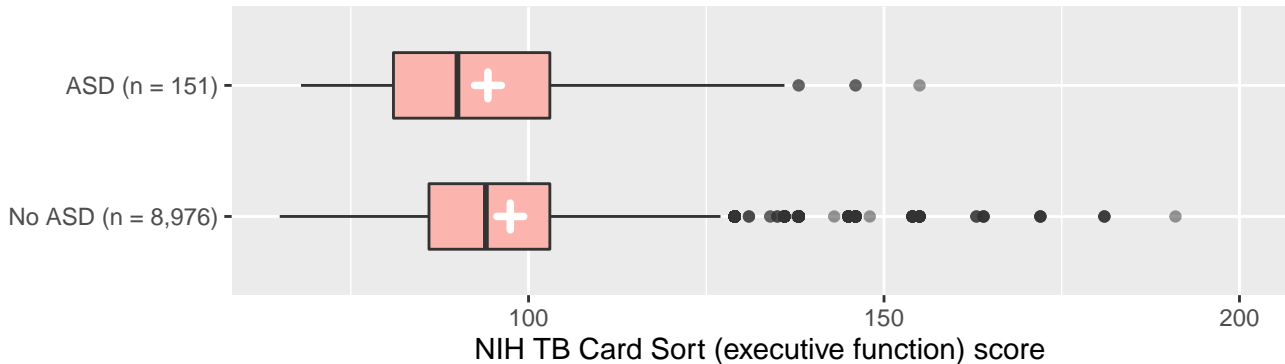 ASD (n = 151)
No ASD (n = 8,976)
100
150
200
NIH TB Card Sort (executive function) score